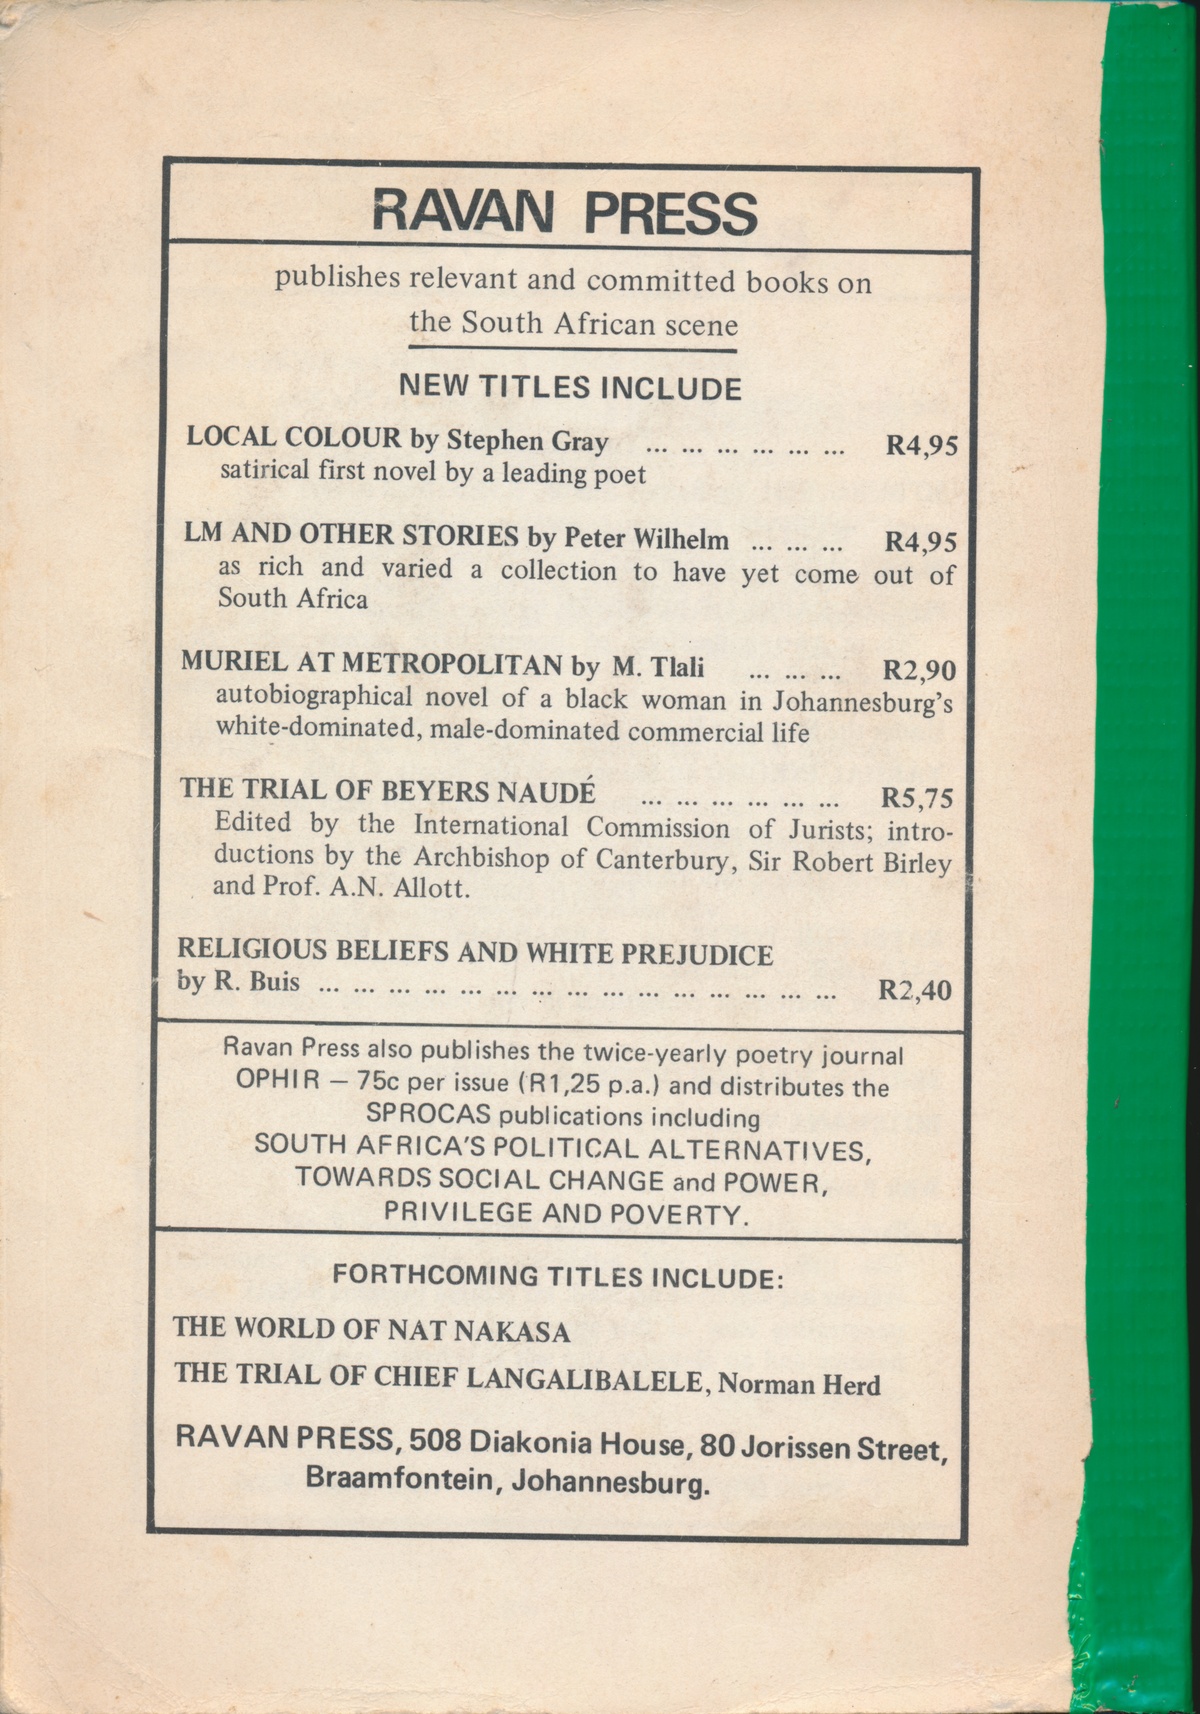 RAVAN PRESS
publishes relevant and committed books on
the South African scene
NEW TITLES INCLUDE
LOCAL COLOUR by Stephen Gray ... ... ... ... ... ... R4,95
satirical first novel by a leading poet
LM AND OTHER STORIES by Peter Wilhelm ... ... ... R4,95
as rich and varied a collection to have yet come out of
South Africa
MURIEL AT METROPOLITAN by M. Tlali ... ... ... R2,90
autobiographical novel of a black woman in Johannesburg's
white-dominated, male-dominated commercial life
THE TRIAL OF BEYERS NAUDÉ ... ... ... ... ... ... R5,75
Edited by the International Commission of Jurists; intro-
ductions by the Archbishop of Canterbury, Sir Robert Birley
and Prof. A.N. Allott.
RELIGIOUS BELIEFS AND WHITE PREJUDICE
by R. Buis ... ... ... ... ... ... ... ... ... ... ... ... ... ... ... R2,40
Ravan Press also publishes the twice-yearly poetry journal
OPHIR – 75c per issue (R1,25 p.a.) and distributes the
SPROCAS publications including
SOUTH AFRICA'S POLITICAL ALTERNATIVES,
TOWARDS SOCIAL CHANGE and POWER,
PRIVILEGE AND POVERTY.
FORTHCOMING TITLES INCLUDE:
THE WORLD OF NAT NAKASA
THE TRIAL OF CHIEF LANGALIBALELE, Norman Herd
RAVAN PRESS, 508 Diakonia House, 80 Jorissen Street,
Braamfontein, Johannesburg.